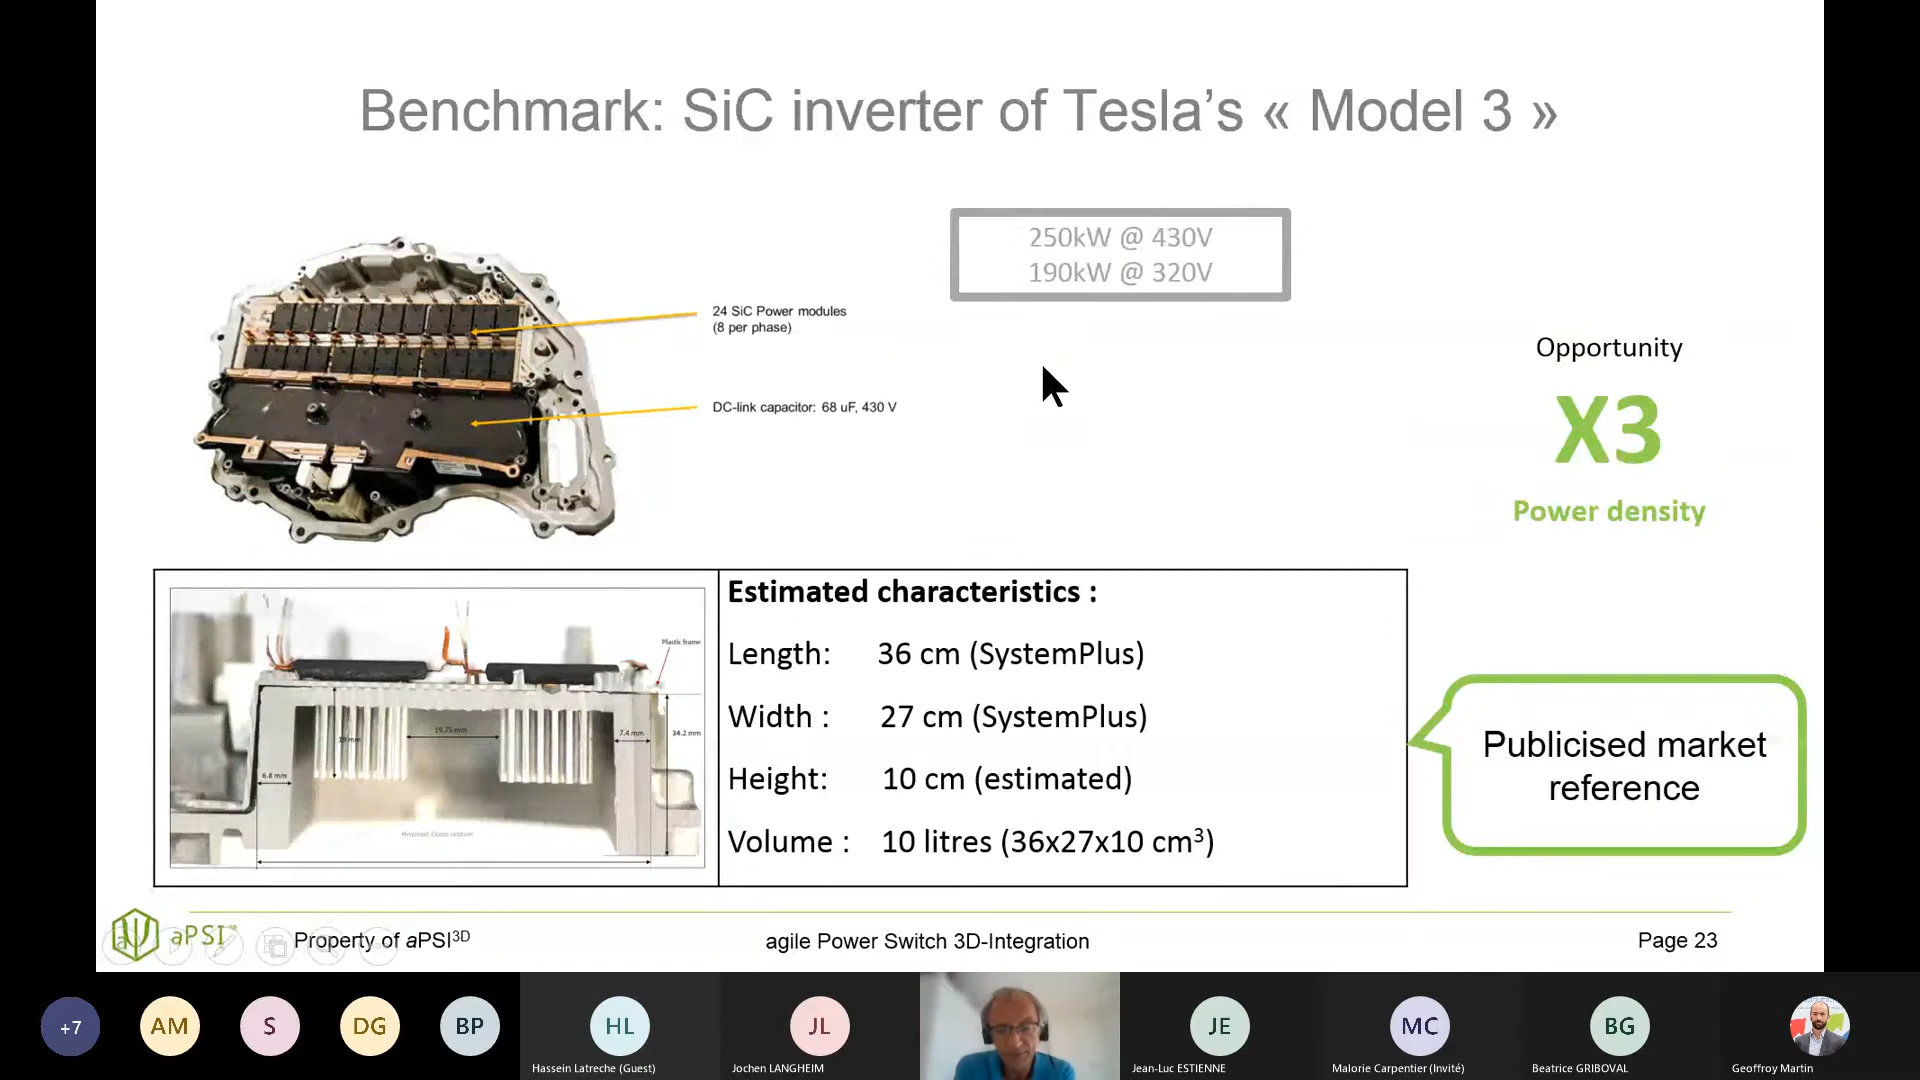 Benchmark: SiC inverter of Tesla's « Model 3 »
250kW @ 430V
190kW @ 320V
24 SiC Power modules
(8 per phase)
DC-link capacitor: 68 uF, 430 V
Opportunity
X3
Power density
Plastic frame
19 mm
19.75 mm
7.4 mm
34.2 mm
6.8 mm
Estimated characteristics :
Length: 36 cm (SystemPlus)
Width : 27 cm (SystemPlus)
Height: 10 cm (estimated)
Volume : 10 litres (36x27x10 cm³)
Publicised market
reference
aPSI
Property of aPSI3D
agile Power Switch 3D-Integration
Page 23
+7
AM
S
DG
BP
HL
JL
JE
MC
BG
Hassein Latreche (Guest)
Jochen LANGHEIM
Jean-Luc ESTIENNE
Malorie Carpentier (Invité)
Beatrice GRIBOVAL
Geoffroy Martin